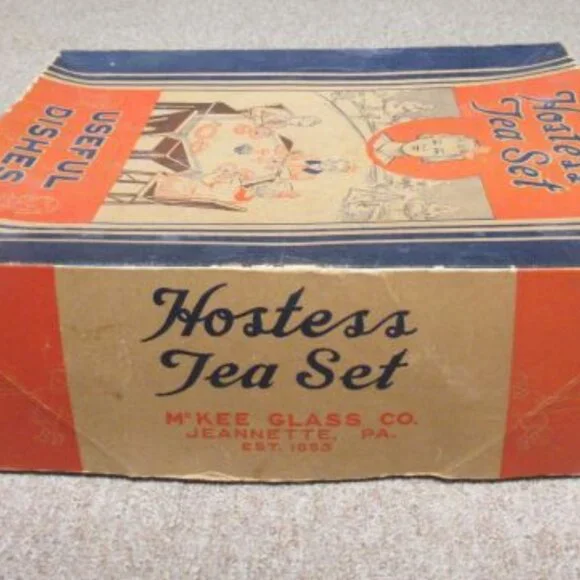 Hostess
Tea Set
USEFUL
DISHES
Hostess
Tea Set
McKEE GLASS CO.
JEANNETTE, PA.
EST. 1853